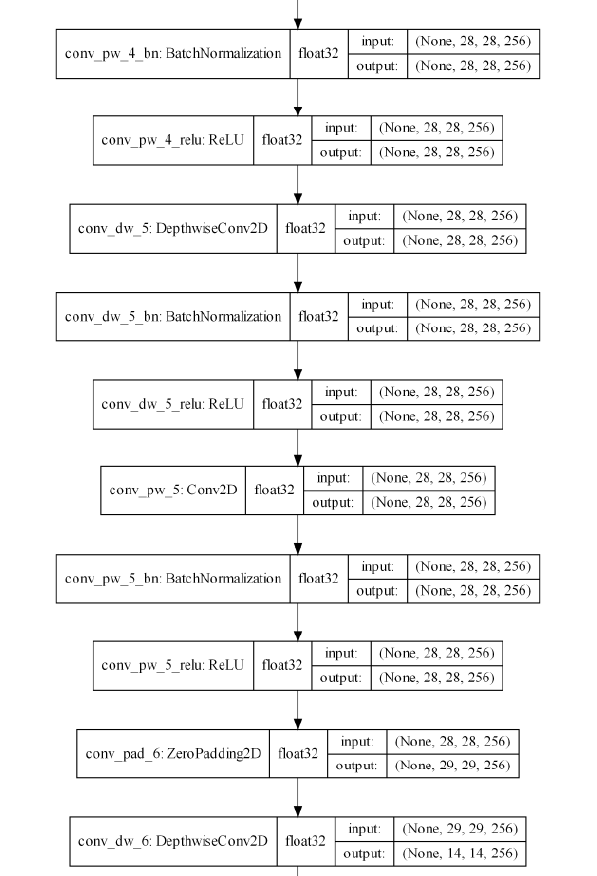 conv_pw_4_bn: BatchNormalization float32 input: (None, 28, 28, 256)
output: (None, 28, 28, 256)
conv_pw_4_relu: ReLU float32 input: (None, 28, 28, 256)
output: (None, 28, 28, 256)
conv_dw_5: DepthwiseConv2D float32 input: (None, 28, 28, 256)
output: (None, 28, 28, 256)
conv_dw_5_bn: BatchNormalization float32 input: (None, 28, 28, 256)
output: (None, 28, 28, 256)
conv_dw_5_relu: ReLU float32 input: (None, 28, 28, 256)
output: (None, 28, 28, 256)
conv_pw_5: Conv2D float32 input: (None, 28, 28, 256)
output: (None, 28, 28, 256)
conv_pw_5_bn: BatchNormalization float32 input: (None, 28, 28, 256)
output: (None, 28, 28, 256)
conv_pw_5_relu: ReLU float32 input: (None, 28, 28, 256)
output: (None, 28, 28, 256)
conv_pad_6: ZeroPadding2D float32 input: (None, 28, 28, 256)
output: (None, 29, 29, 256)
conv_dw_6: DepthwiseConv2D float32 input: (None, 29, 29, 256)
output: (None, 14, 14, 256)